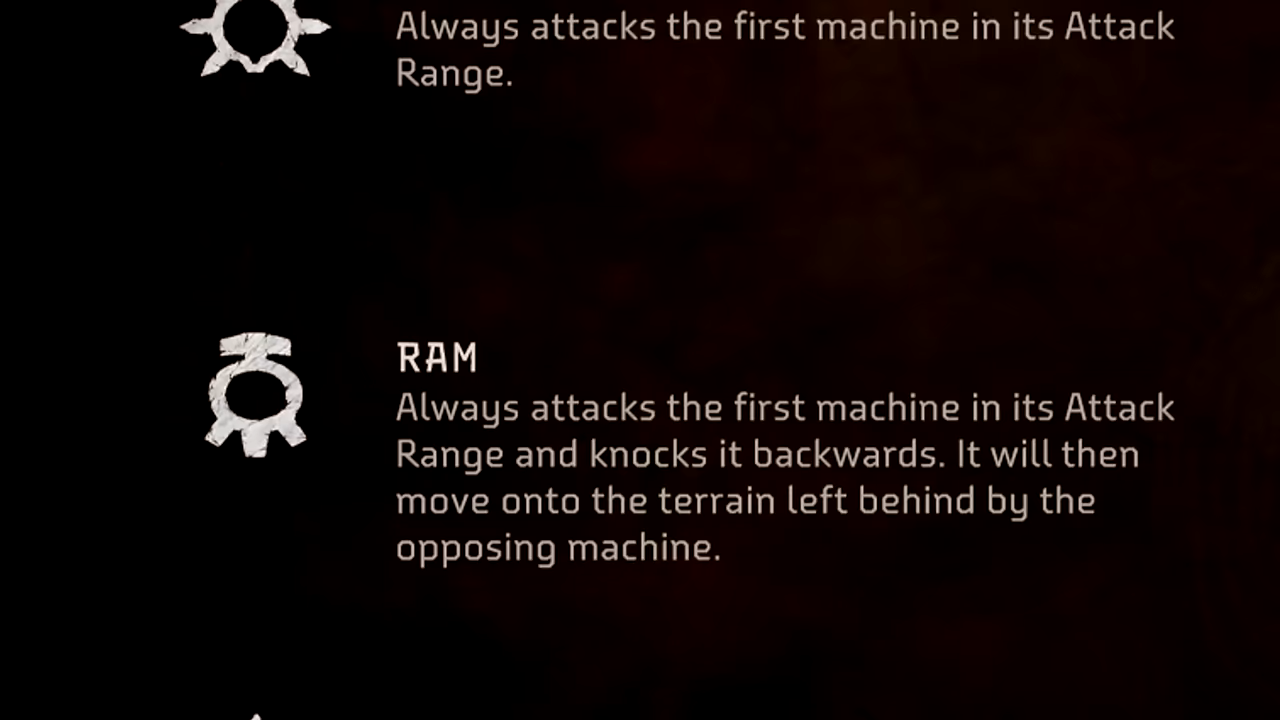 Always attacks the first machine in its Attack
Range.
RAM
Always attacks the first machine in its Attack
Range and knocks it backwards. It will then
move onto the terrain left behind by the
opposing machine.